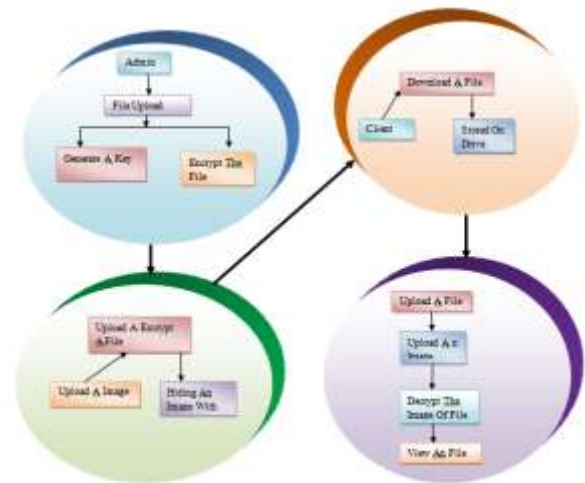 Admin
File Upload
Generate A Key
Encrypt The
File
Upload A Encrypt
A File
Upload A Image
Hiding An
Image With
Download A File
Client
Stored On
Drive
Upload A File
Upload A n
Image
Decrypt The
Image Of File
View An File